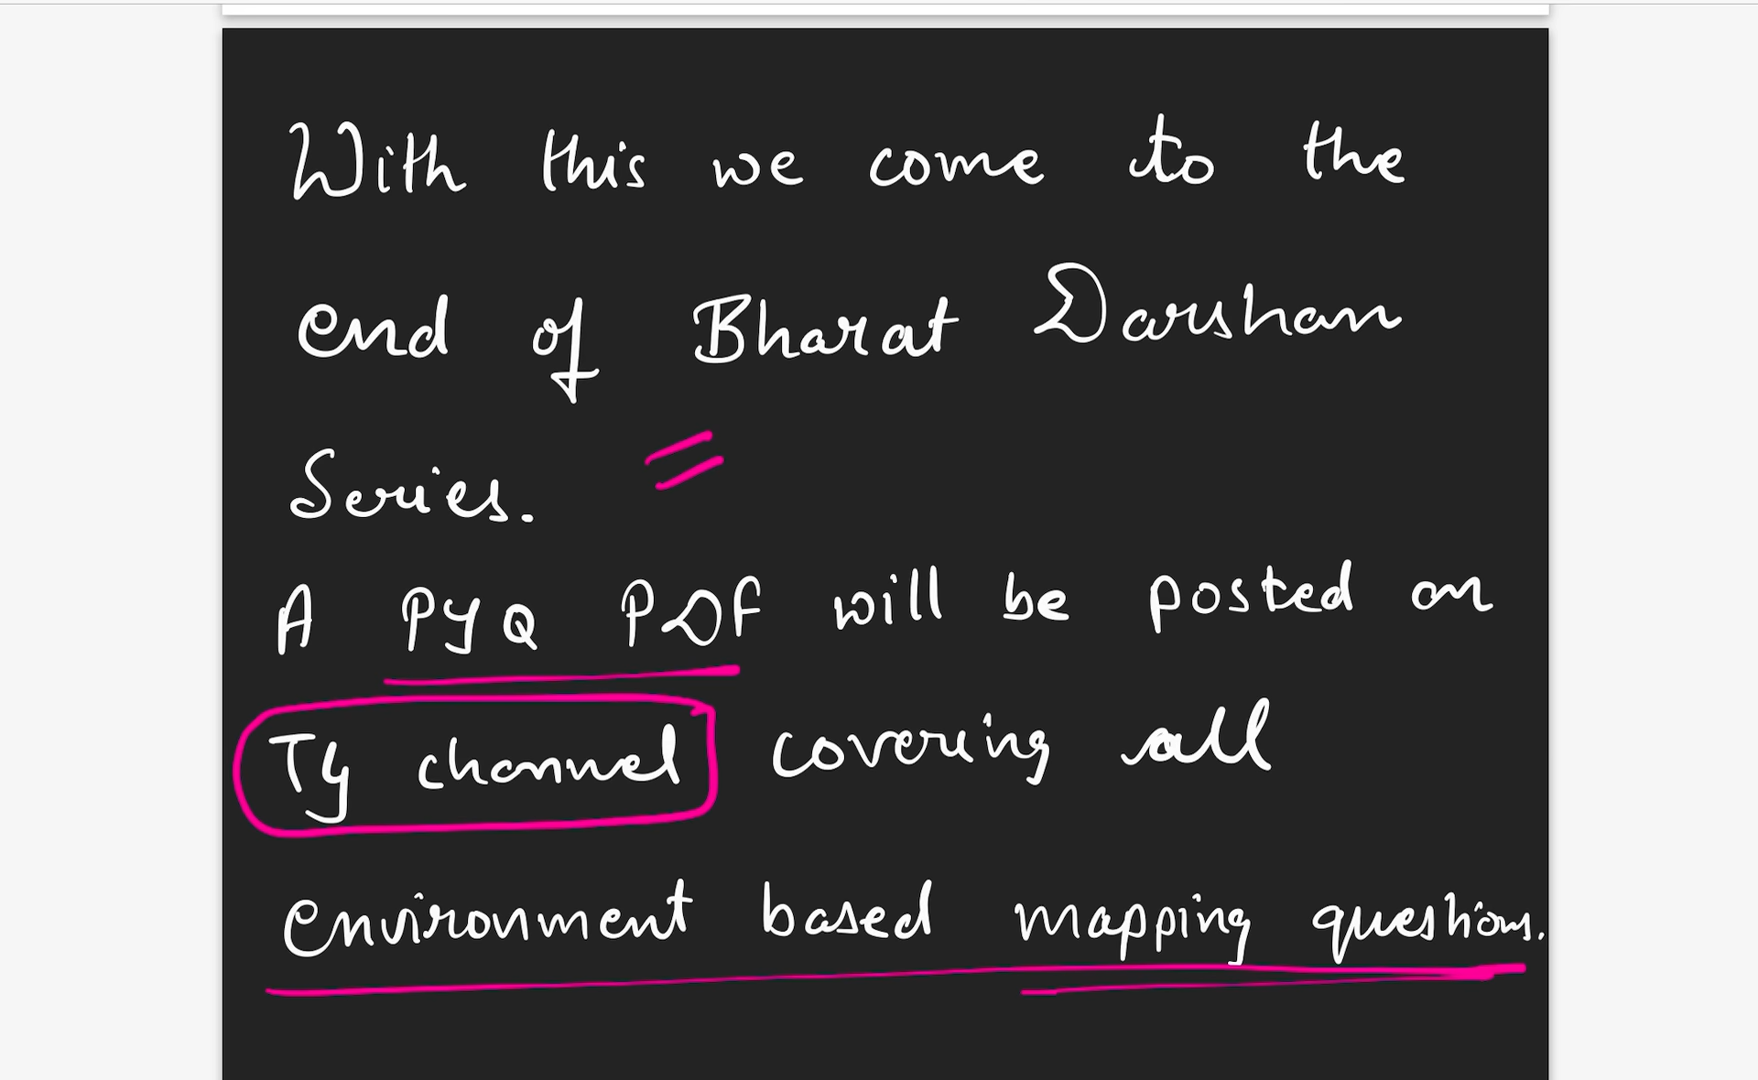 With this we come to the
end of Bharat Darshan
Series.
A PYQ PDF will be posted on
Tg channel covering all
environment based mapping questions.